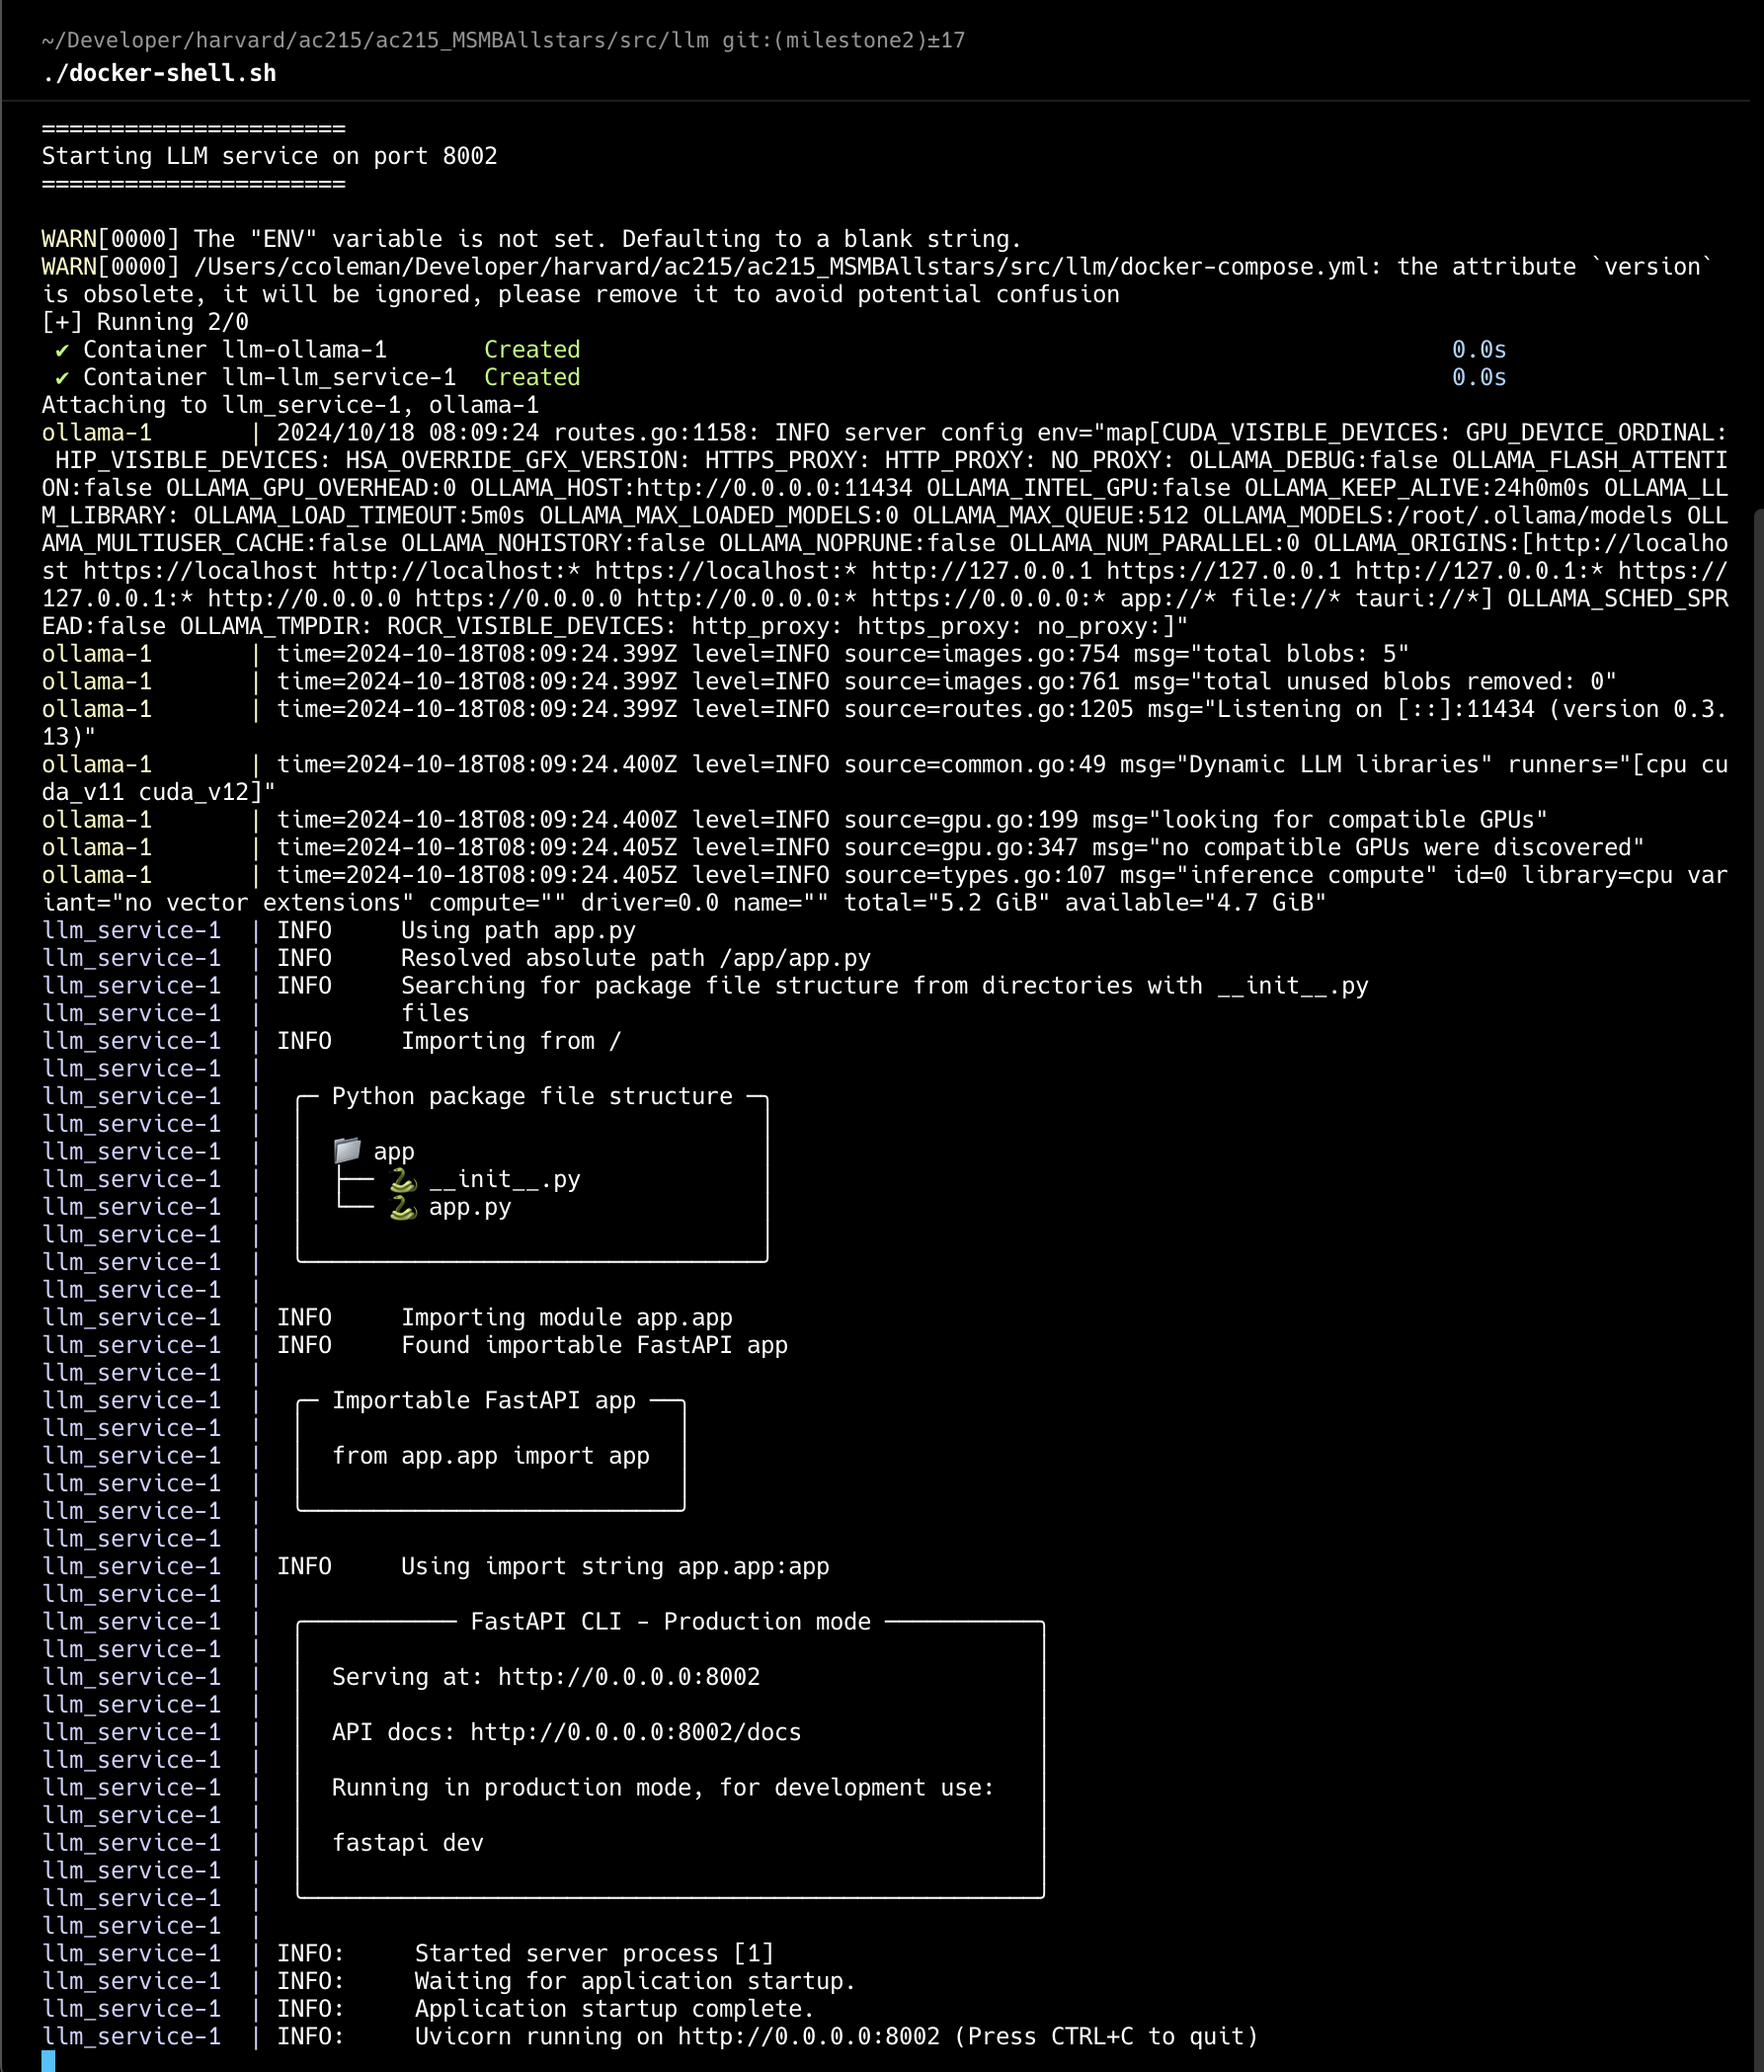 ~/Developer/harvard/ac215/ac215_MSMBAllstars/src/llm git:(milestone2)±17
./docker-shell.sh
======================
Starting LLM service on port 8002
======================
WARN[0000] The "ENV" variable is not set. Defaulting to a blank string.
WARN[0000] /Users/ccoleman/Developer/harvard/ac215/ac215_MSMBAllstars/src/llm/docker-compose.yml: the attribute `version`
is obsolete, it will be ignored, please remove it to avoid potential confusion
[+] Running 2/0
 ✔ Container llm-ollama-1       Created                                                               0.0s
 ✔ Container llm-llm_service-1  Created                                                               0.0s
Attaching to llm_service-1, ollama-1
ollama-1       | 2024/10/18 08:09:24 routes.go:1158: INFO server config env="map[CUDA_VISIBLE_DEVICES: GPU_DEVICE_ORDINAL:
 HIP_VISIBLE_DEVICES: HSA_OVERRIDE_GFX_VERSION: HTTPS_PROXY: HTTP_PROXY: NO_PROXY: OLLAMA_DEBUG:false OLLAMA_FLASH_ATTENTI
ON:false OLLAMA_GPU_OVERHEAD:0 OLLAMA_HOST:http://0.0.0.0:11434 OLLAMA_INTEL_GPU:false OLLAMA_KEEP_ALIVE:24h0m0s OLLAMA_LL
M_LIBRARY: OLLAMA_LOAD_TIMEOUT:5m0s OLLAMA_MAX_LOADED_MODELS:0 OLLAMA_MAX_QUEUE:512 OLLAMA_MODELS:/root/.ollama/models OLL
AMA_MULTIUSER_CACHE:false OLLAMA_NOHISTORY:false OLLAMA_NOPRUNE:false OLLAMA_NUM_PARALLEL:0 OLLAMA_ORIGINS:[http://localho
st https://localhost http://localhost:* https://localhost:* http://127.0.0.1 https://127.0.0.1 http://127.0.0.1:* https://
127.0.0.1:* http://0.0.0.0 https://0.0.0.0 http://0.0.0.0:* https://0.0.0.0:* app://* file://* tauri://*] OLLAMA_SCHED_SPR
EAD:false OLLAMA_TMPDIR: ROCR_VISIBLE_DEVICES: http_proxy: https_proxy: no_proxy:]"
ollama-1       | time=2024-10-18T08:09:24.399Z level=INFO source=images.go:754 msg="total blobs: 5"
ollama-1       | time=2024-10-18T08:09:24.399Z level=INFO source=images.go:761 msg="total unused blobs removed: 0"
ollama-1       | time=2024-10-18T08:09:24.399Z level=INFO source=routes.go:1205 msg="Listening on [::]:11434 (version 0.3.
13)"
ollama-1       | time=2024-10-18T08:09:24.400Z level=INFO source=common.go:49 msg="Dynamic LLM libraries" runners="[cpu cu
da_v11 cuda_v12]"
ollama-1       | time=2024-10-18T08:09:24.400Z level=INFO source=gpu.go:199 msg="looking for compatible GPUs"
ollama-1       | time=2024-10-18T08:09:24.405Z level=INFO source=gpu.go:347 msg="no compatible GPUs were discovered"
ollama-1       | time=2024-10-18T08:09:24.405Z level=INFO source=types.go:107 msg="inference compute" id=0 library=cpu var
iant="no vector extensions" compute="" driver=0.0 name="" total="5.2 GiB" available="4.7 GiB"
llm_service-1  | INFO     Using path app.py
llm_service-1  | INFO     Resolved absolute path /app/app.py
llm_service-1  | INFO     Searching for package file structure from directories with __init__.py
llm_service-1  |          files
llm_service-1  | INFO     Importing from /
llm_service-1  |
llm_service-1  |  ╭─ Python package file structure ─╮
llm_service-1  |  │                                 │
llm_service-1  |  │  📁 app                         │
llm_service-1  |  │  ├── 🐍 __init__.py             │
llm_service-1  |  │  └── 🐍 app.py                  │
llm_service-1  |  │                                 │
llm_service-1  |  ╰─────────────────────────────────╯
llm_service-1  |
llm_service-1  | INFO     Importing module app.app
llm_service-1  | INFO     Found importable FastAPI app
llm_service-1  |
llm_service-1  |  ╭─ Importable FastAPI app ──╮
llm_service-1  |  │                           │
llm_service-1  |  │  from app.app import app  │
llm_service-1  |  │                           │
llm_service-1  |  ╰───────────────────────────╯
llm_service-1  |
llm_service-1  | INFO     Using import string app.app:app
llm_service-1  |
llm_service-1  |  ╭─────────── FastAPI CLI - Production mode ───────────╮
llm_service-1  |  │                                                     │
llm_service-1  |  │  Serving at: http://0.0.0.0:8002                    │
llm_service-1  |  │                                                     │
llm_service-1  |  │  API docs: http://0.0.0.0:8002/docs                 │
llm_service-1  |  │                                                     │
llm_service-1  |  │  Running in production mode, for development use:   │
llm_service-1  |  │                                                     │
llm_service-1  |  │  fastapi dev                                        │
llm_service-1  |  │                                                     │
llm_service-1  |  ╰─────────────────────────────────────────────────────╯
llm_service-1  |
llm_service-1  | INFO:     Started server process [1]
llm_service-1  | INFO:     Waiting for application startup.
llm_service-1  | INFO:     Application startup complete.
llm_service-1  | INFO:     Uvicorn running on http://0.0.0.0:8002 (Press CTRL+C to quit)